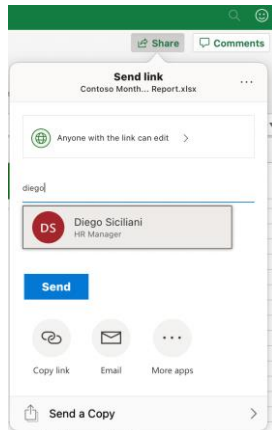 Share
Comments
Send link
...
Contoso Month... Report.xlsx
Anyone with the link can edit >
diego
DS
Diego Siciliani
HR Manager
Send
Copy link
Email
More apps
Send a Copy >